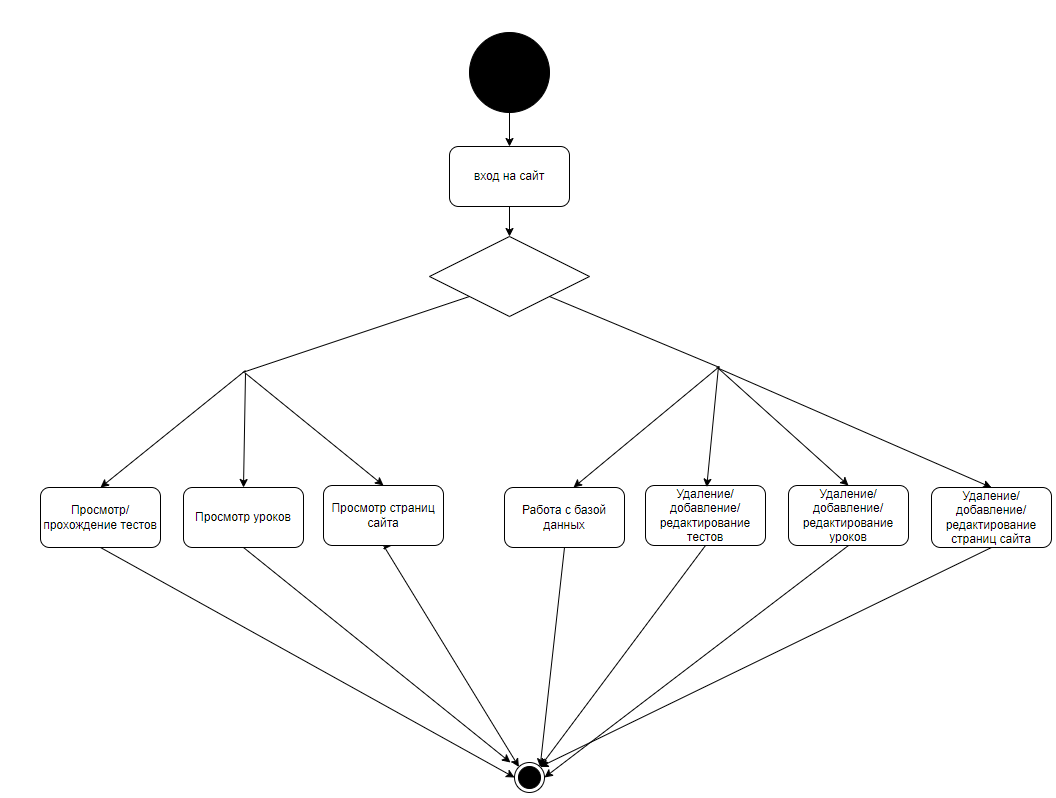 вход на сайт
Просмотр/
прохождение тестов
Просмотр уроков
Просмотр страниц
сайта
Работа с базой
данных
Удаление/
добавление/
редактирование
тестов
Удаление/
добавление/
редактирование
уроков
Удаление/
добавление/
редактирование
страниц сайта